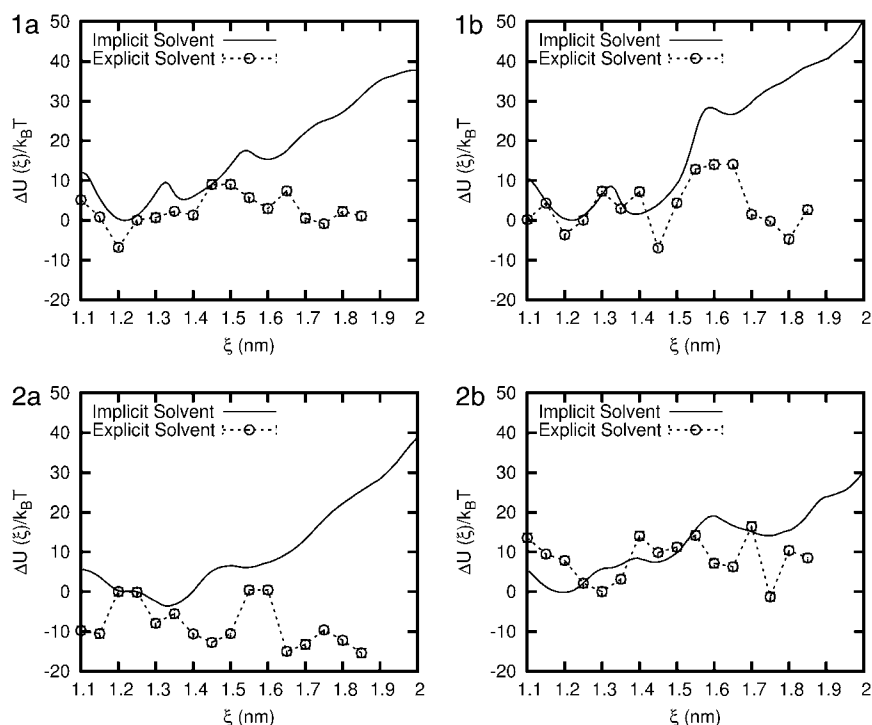 1a
Implicit Solvent
Explicit Solvent
50
40
30
20
10
0
-10
-20
ΔU (ξ)/k_BT
1.1 1.2 1.3 1.4 1.5 1.6 1.7 1.8 1.9 2
ξ (nm)
1b
Implicit Solvent
Explicit Solvent
50
40
30
20
10
0
-10
-20
ΔU (ξ)/k_BT
1.1 1.2 1.3 1.4 1.5 1.6 1.7 1.8 1.9 2
ξ (nm)
2a
Implicit Solvent
Explicit Solvent
50
40
30
20
10
0
-10
-20
ΔU (ξ)/k_BT
1.1 1.2 1.3 1.4 1.5 1.6 1.7 1.8 1.9 2
ξ (nm)
2b
Implicit Solvent
Explicit Solvent
50
40
30
20
10
0
-10
-20
ΔU (ξ)/k_BT
1.1 1.2 1.3 1.4 1.5 1.6 1.7 1.8 1.9 2
ξ (nm)